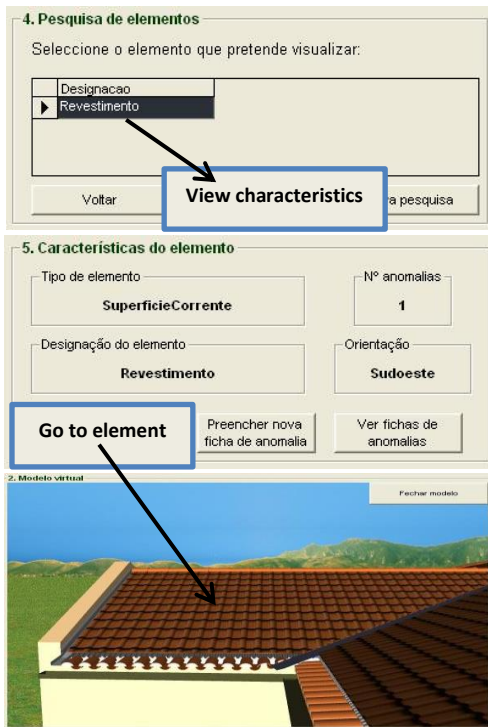 4. Pesquisa de elementos
Seleccione o elemento que pretende visualizar:
Designacao
Revestimento
Voltar
View characteristics
a pesquisa
5. Características do elemento
Tipo de elemento
SuperficieCorrente
Nº anomalias
1
Designação do elemento
Revestimento
Orientação
Sudoeste
Go to element
Preencher nova
ficha de anomalia
Ver fichas de
anomalias
2. Modelo virtual
Fechar modelo